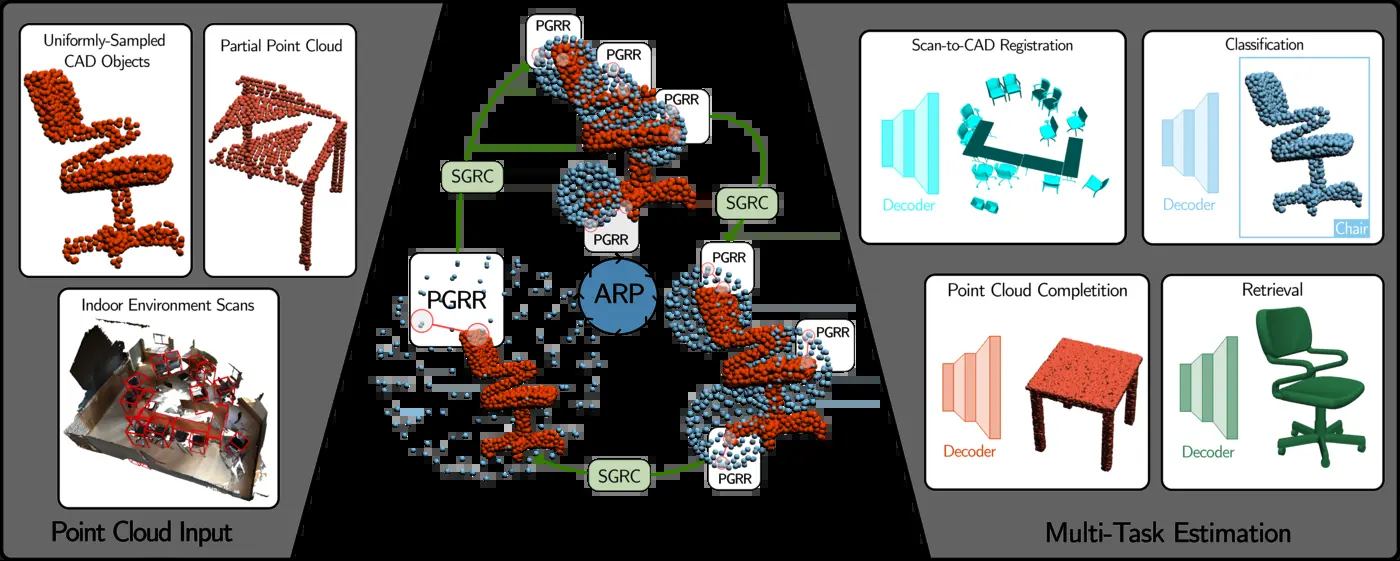 Uniformly-Sampled
CAD Objects
Partial Point Cloud
Indoor Environment Scans
Point Cloud Input
PGRR
PGRR
PGRR
SGRC
SGRC
PGRR
PGRR
PGRR
ARP
PGRR
SGRC
PGRR
Scan-to-CAD Registration
Decoder
Classification
Decoder
Chair
Point Cloud Completition
Decoder
Retrieval
Decoder
Multi-Task Estimation